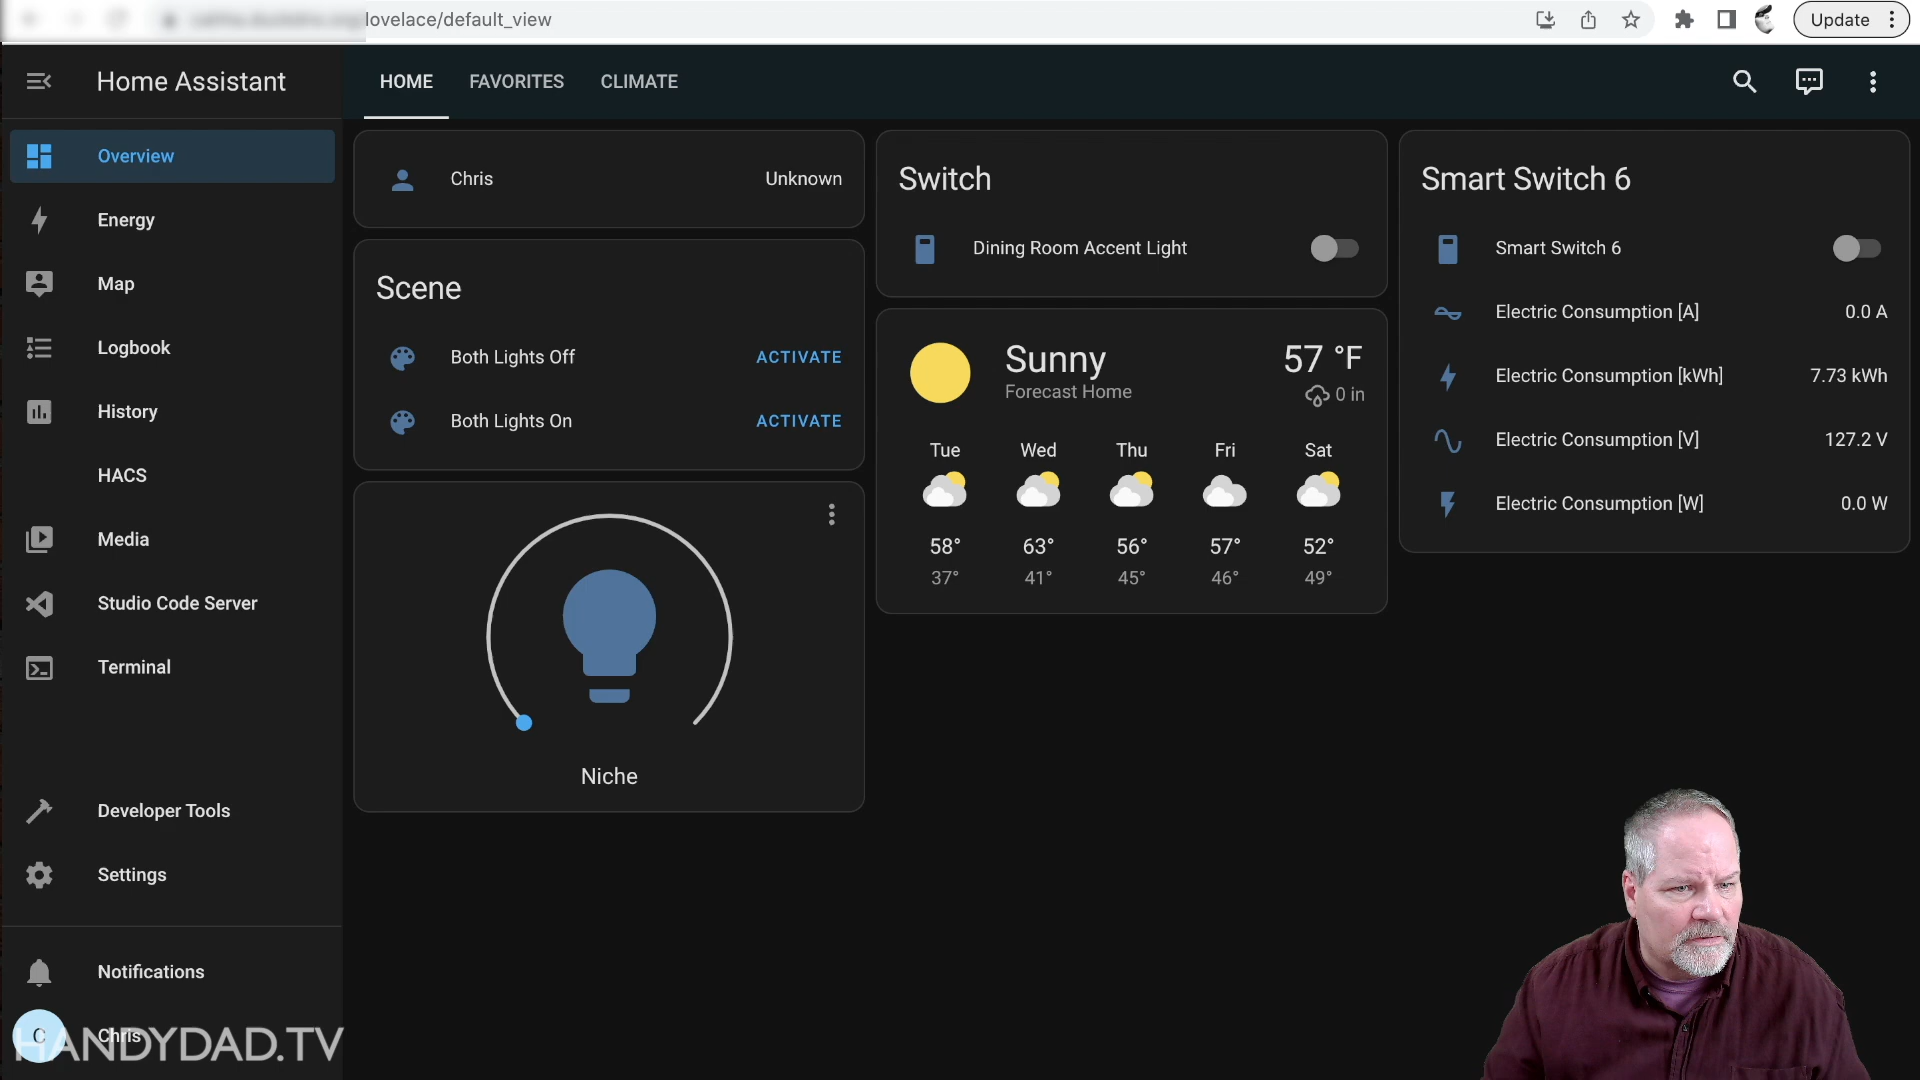 lovelace/default_view
Update
Home Assistant
HOME
FAVORITES
CLIMATE
Overview
Energy
Map
Logbook
History
HACS
Media
Studio Code Server
Terminal
Developer Tools
Settings
Notifications
C
Chris
HANDYDAD.TV
Chris
Unknown
Scene
Both Lights Off
ACTIVATE
Both Lights On
ACTIVATE
Niche
Switch
Dining Room Accent Light
Sunny
57 °F
Forecast Home
0 in
Tue Wed Thu Fri Sat
58° 63° 56° 57° 52°
37° 41° 45° 46° 49°
Smart Switch 6
Smart Switch 6
Electric Consumption [A]
0.0 A
Electric Consumption [kWh]
7.73 kWh
Electric Consumption [V]
127.2 V
Electric Consumption [W]
0.0 W